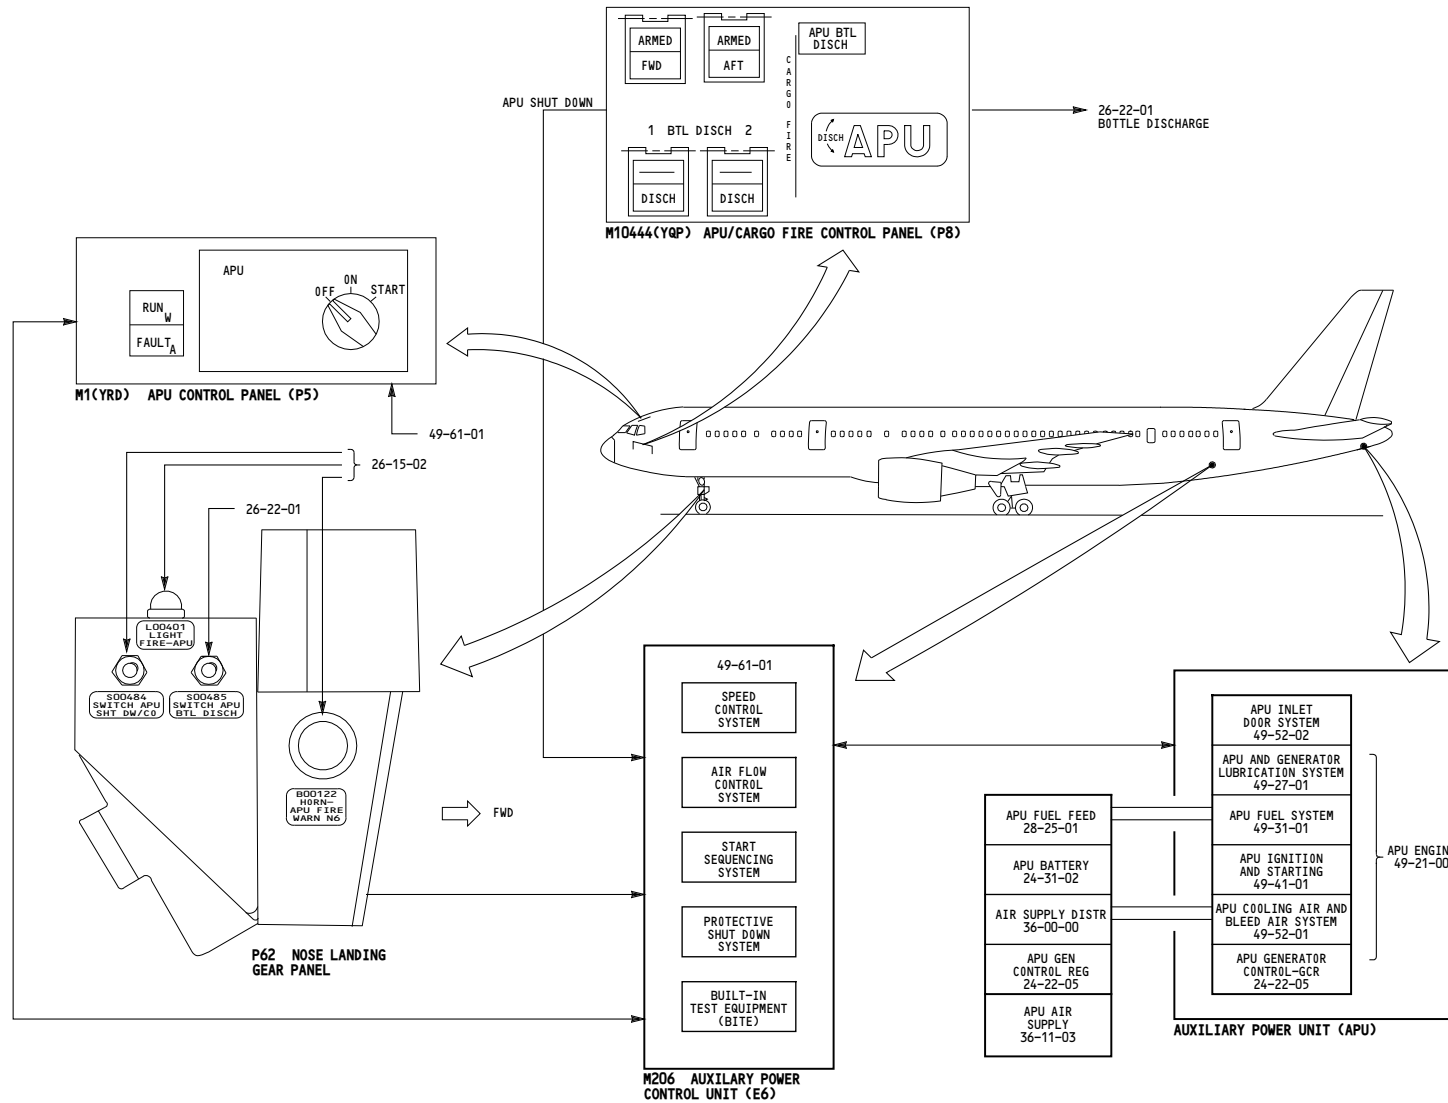 ARMED
FWD
ARMED
AFT
CARGO FIRE
APU BTL
DISCH
1 BTL DISCH 2
DISCH
DISCH
DISCH
APU
M10444(YQP) APU/CARGO FIRE CONTROL PANEL (P8)
APU SHUT DOWN
26-22-01
BOTTLE DISCHARGE
APU
OFF
ON
START
RUN
W
FAULT
A
M1(YRD) APU CONTROL PANEL (P5)
49-61-01
26-15-02
26-22-01
L00401
LIGHT
FIRE-APU
S00484
SWITCH APU
SHT DW/CO
S00485
SWITCH APU
BTL DISCH
B00122
HORN-
APU FIRE
WARN N6
FWD
P62 NOSE LANDING
GEAR PANEL
49-61-01
SPEED
CONTROL
SYSTEM
AIR FLOW
CONTROL
SYSTEM
START
SEQUENCING
SYSTEM
PROTECTIVE
SHUT DOWN
SYSTEM
BUILT-IN
TEST EQUIPMENT
(BITE)
M206 AUXILARY POWER
CONTROL UNIT (E6)
APU FUEL FEED
28-25-01
APU BATTERY
24-31-02
AIR SUPPLY DISTR
36-00-00
APU GEN
CONTROL REG
24-22-05
APU AIR
SUPPLY
36-11-03
APU INLET
DOOR SYSTEM
49-52-02
APU AND GENERATOR
LUBRICATION SYSTEM
49-27-01
APU FUEL SYSTEM
49-31-01
APU IGNITION
AND STARTING
49-41-01
APU COOLING AIR AND
BLEED AIR SYSTEM
49-52-01
APU GENERATOR
CONTROL-GCR
24-22-05
APU ENGIN
49-21-00
AUXILIARY POWER UNIT (APU)